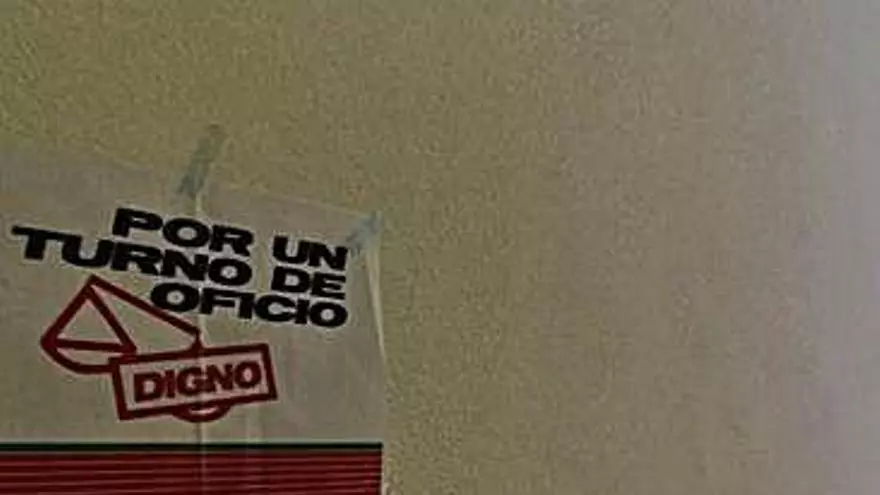 POR UN
TURNO DE
OFICIO
DIGNO